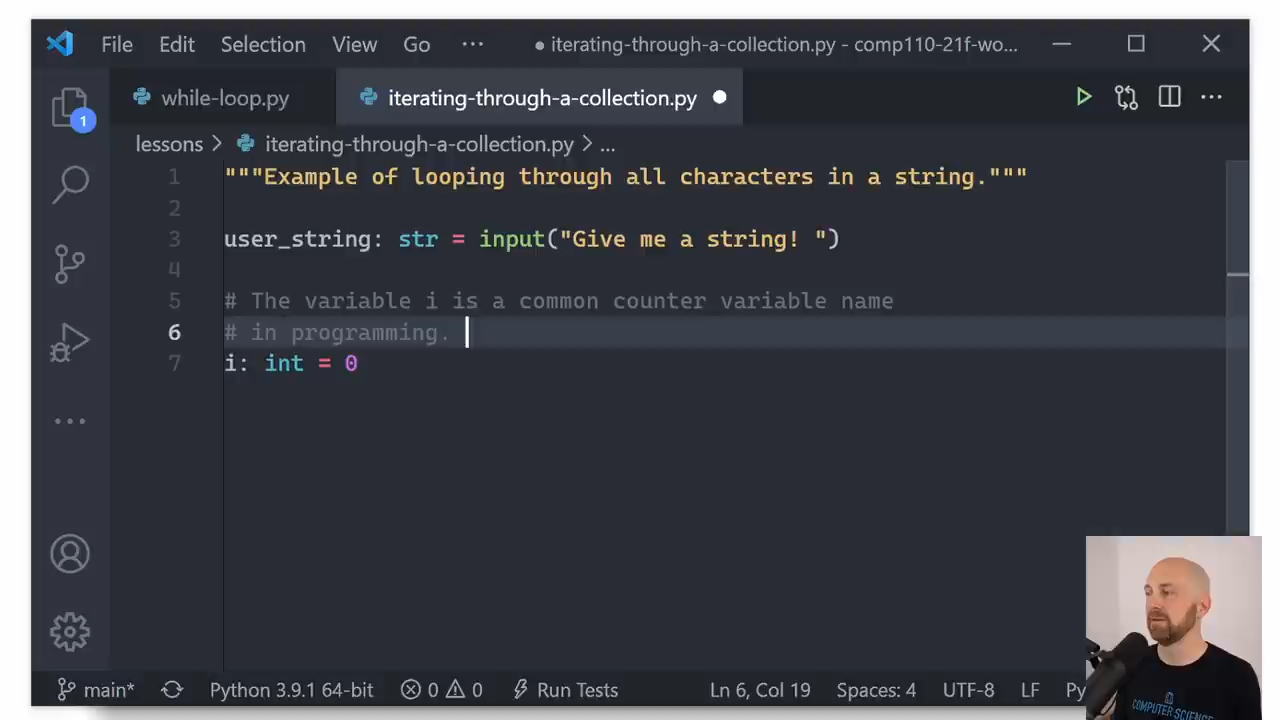 File Edit Selection View Go ··· ● iterating-through-a-collection.py - comp110-21f-wo...
while-loop.py iterating-through-a-collection.py
1
lessons > iterating-through-a-collection.py > ...
1 """Example of looping through all characters in a string."""
2
3 user_string: str = input("Give me a string! ")
4
5 # The variable i is a common counter variable name
6 # in programming.
7 i: int = 0
main* Python 3.9.1 64-bit 0 0 Run Tests Ln 6, Col 19 Spaces: 4 UTF-8 LF Py
COMPUTER SCIENCE